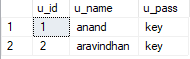 u_id u_name u_pass
1 1 anand key
2 2 aravindhan key